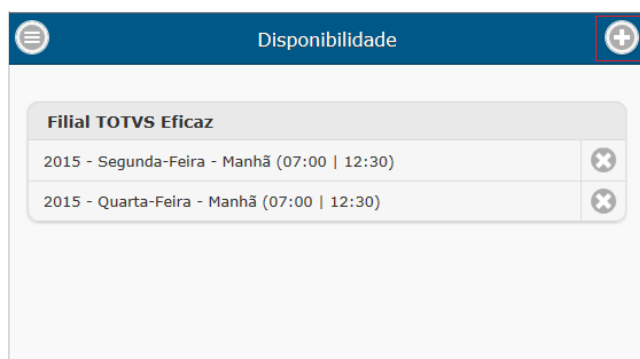 Disponibilidade
Filial TOTVS Eficaz
2015 - Segunda-Feira - Manhã (07:00 | 12:30)
2015 - Quarta-Feira - Manhã (07:00 | 12:30)